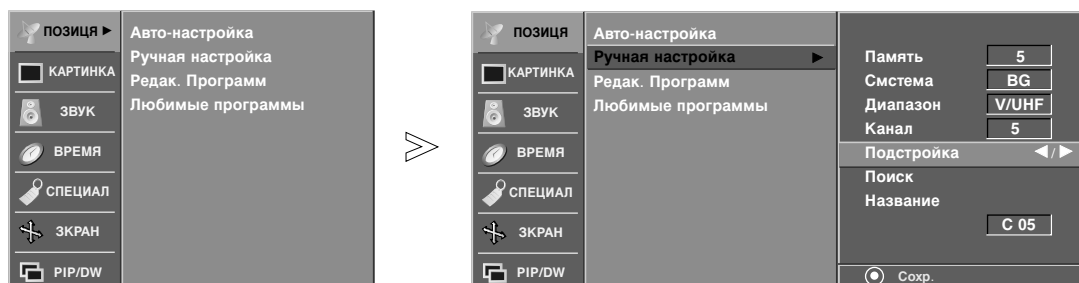 ПОЗИЦЯ
Авто-настройка
Ручная настройка
Редак. Программ
Любимые программы
КАРТИНКА
ЗВУК
ВРЕМЯ
СПЕЦИАЛ
ЗКРАН
PIP/DW
ПОЗИЦЯ
КАРТИНКА
ЗВУК
ВРЕМЯ
СПЕЦИАЛ
ЗКРАН
PIP/DW
Авто-настройка
Ручная настройка
Редак. Программ
Любимые программы
Память 5
Смстема BG
Диапазон V/UHF
Канал 5
Подстройка ◀/▶
Поиск
Название
C 05
Сохр.